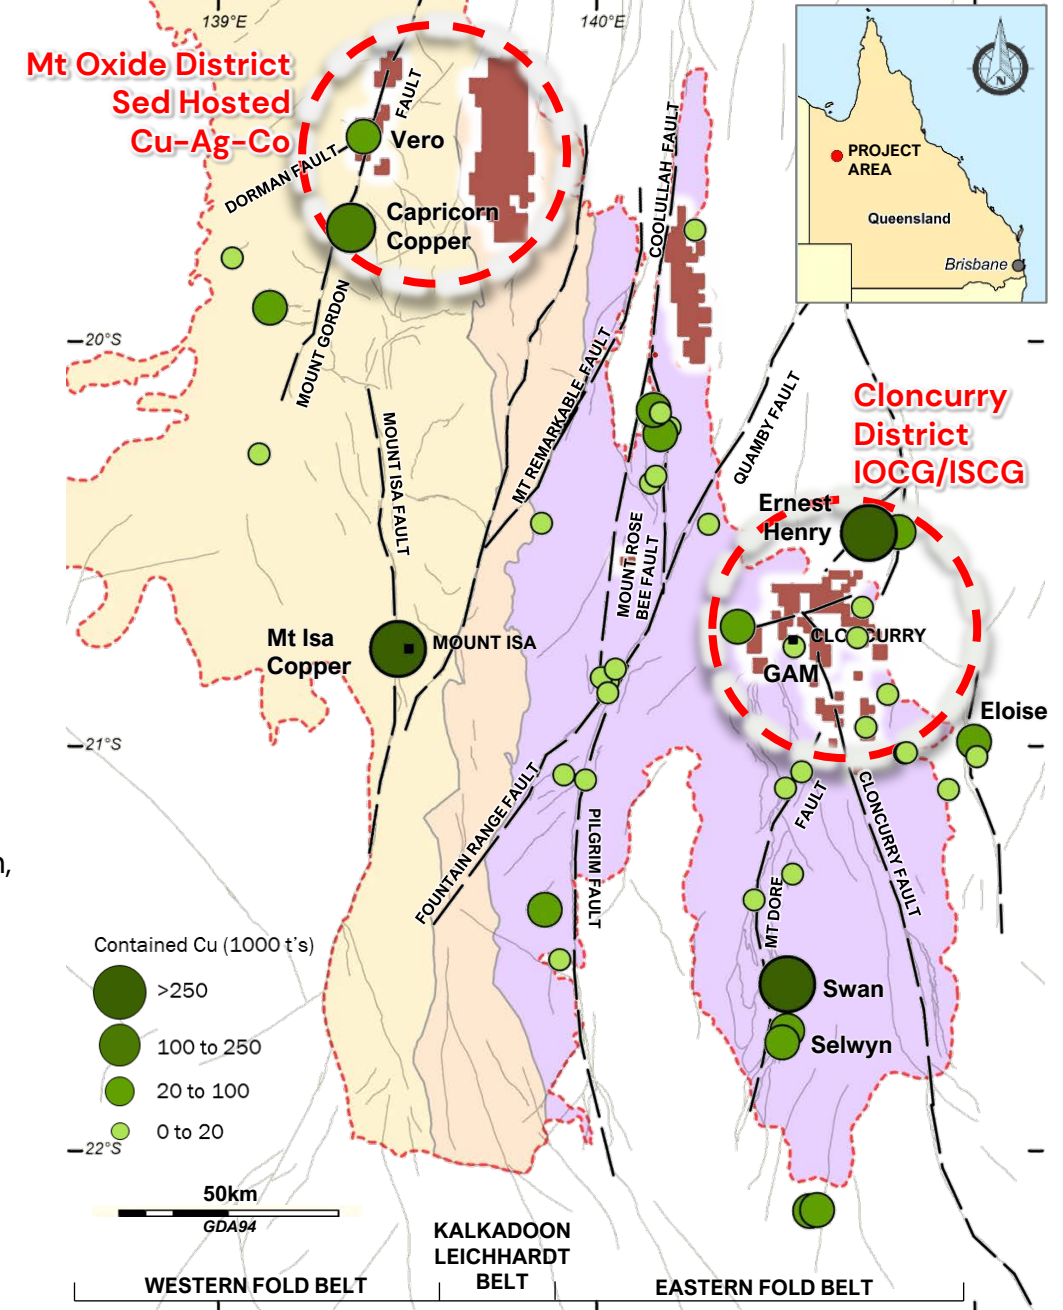 139°E
140°E
Mt Oxide District
Sed Hosted
Cu-Ag-Co
FAULT
Vero
DORMAN FAULT
Capricorn
Copper
COOLULLAH FAULT
PROJECT
AREA
Queensland
Brisbane
MOUNT GORDON
20°S
MT REMARKABLE FAULT
QUAMBY FAULT
Cloncurry
District
IOCG/ISCG
MOUNT ISA FAULT
Ernest
Henry
MOUNT ROSE
BEE FAULT
Mt Isa
Copper
MOUNT ISA
CLONCURRY
GAM
Eloise
21°S
FOUNTAIN RANGE FAULT
PILGRIM FAULT
FAULT
CLONCURRY FAULT
MT DORE
Contained Cu (1000 t's)
>250
100 to 250
20 to 100
0 to 20
Swan
Selwyn
22°S
50km
GDA94
KALKADOON
LEICHHARDT
BELT
WESTERN FOLD BELT
EASTERN FOLD BELT